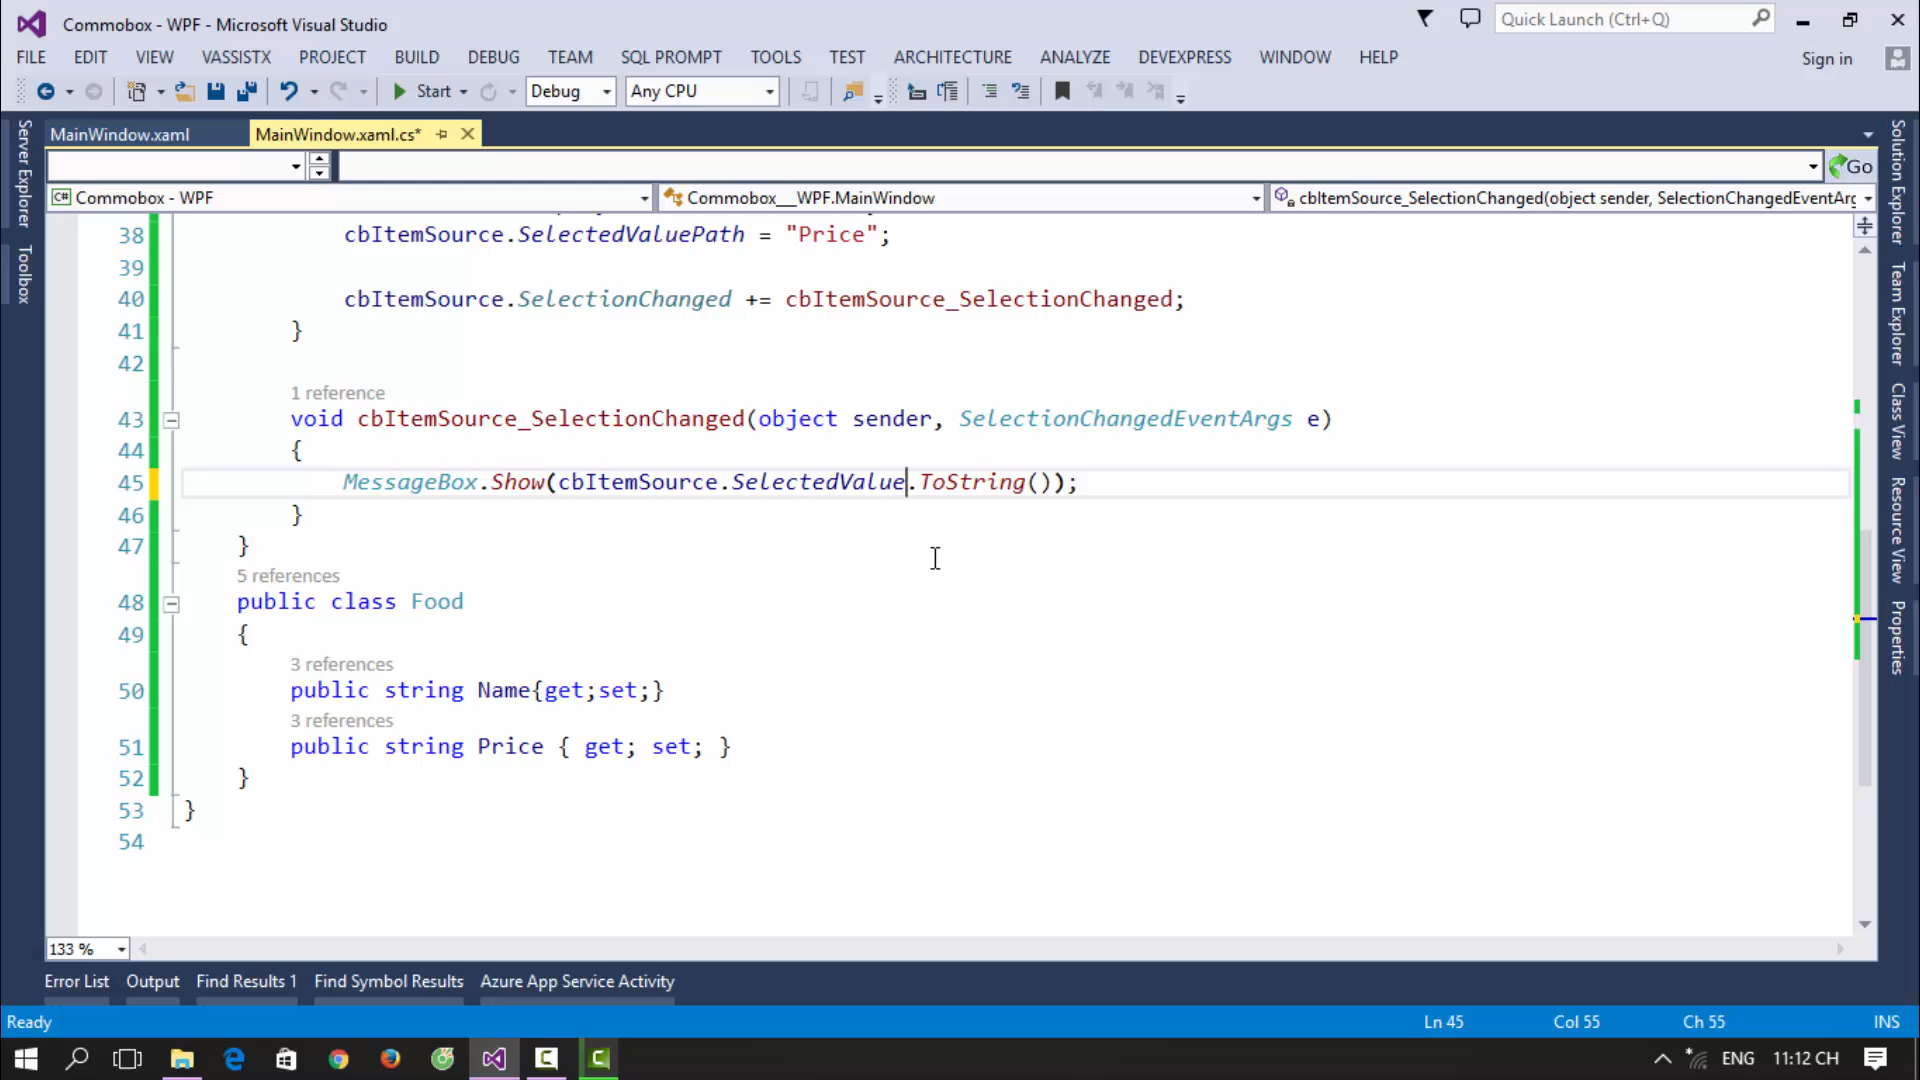 Commobox - WPF - Microsoft Visual Studio
Quick Launch (Ctrl+Q)
FILE EDIT VIEW VASSISTX PROJECT BUILD DEBUG TEAM SQL PROMPT TOOLS TEST ARCHITECTURE ANALYZE DEVEXPRESS WINDOW HELP
Sign in
Start Debug Any CPU
MainWindow.xaml MainWindow.xaml.cs*
Go
C# Commobox - WPF Commobox__WPF.MainWindow cbItemSource_SelectionChanged(object sender, SelectionChangedEventArg
38 cbItemSource.SelectedValuePath = "Price";
39
40 cbItemSource.SelectionChanged += cbItemSource_SelectionChanged;
41 }
42
1 reference
43 void cbItemSource_SelectionChanged(object sender, SelectionChangedEventArgs e)
44 {
45 MessageBox.Show(cbItemSource.SelectedValue.ToString());
46 }
47 }
5 references
48 public class Food
49 {
3 references
50 public string Name{get;set;}
3 references
51 public string Price { get; set; }
52 }
53 }
54
133 %
Server Explorer
Toolbox
Solution Explorer
Team Explorer
Class View
Resource View
Properties
Error List Output Find Results 1 Find Symbol Results Azure App Service Activity
Ready Ln 45 Col 55 Ch 55 INS
ENG 11:12 CH